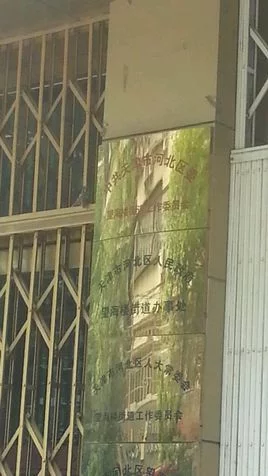 中共天津市河北区委
望海楼街道工作委员会
天津市河北区人民政府
望海楼街道办事处
天津市河北区人大常委会
望海楼街道工作委员会
河北区望